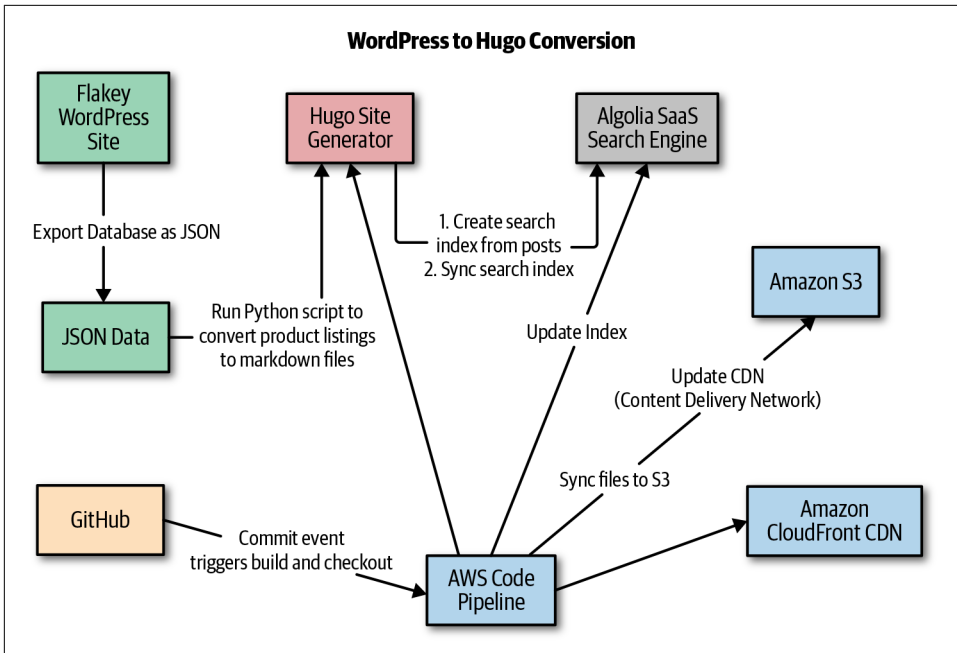 WordPress to Hugo Conversion
Flakey
WordPress
Site
Hugo Site
Generator
Algolia SaaS
Search Engine
Export Database as JSON
1. Create search
index from posts
2. Sync search index
Amazon S3
JSON Data
Run Python script to
convert product listings
to markdown files
Update Index
Update CDN
(Content Delivery Network)
Sync files to S3
GitHub
Commit event
triggers build and checkout
AWS Code
Pipeline
Amazon
CloudFront CDN